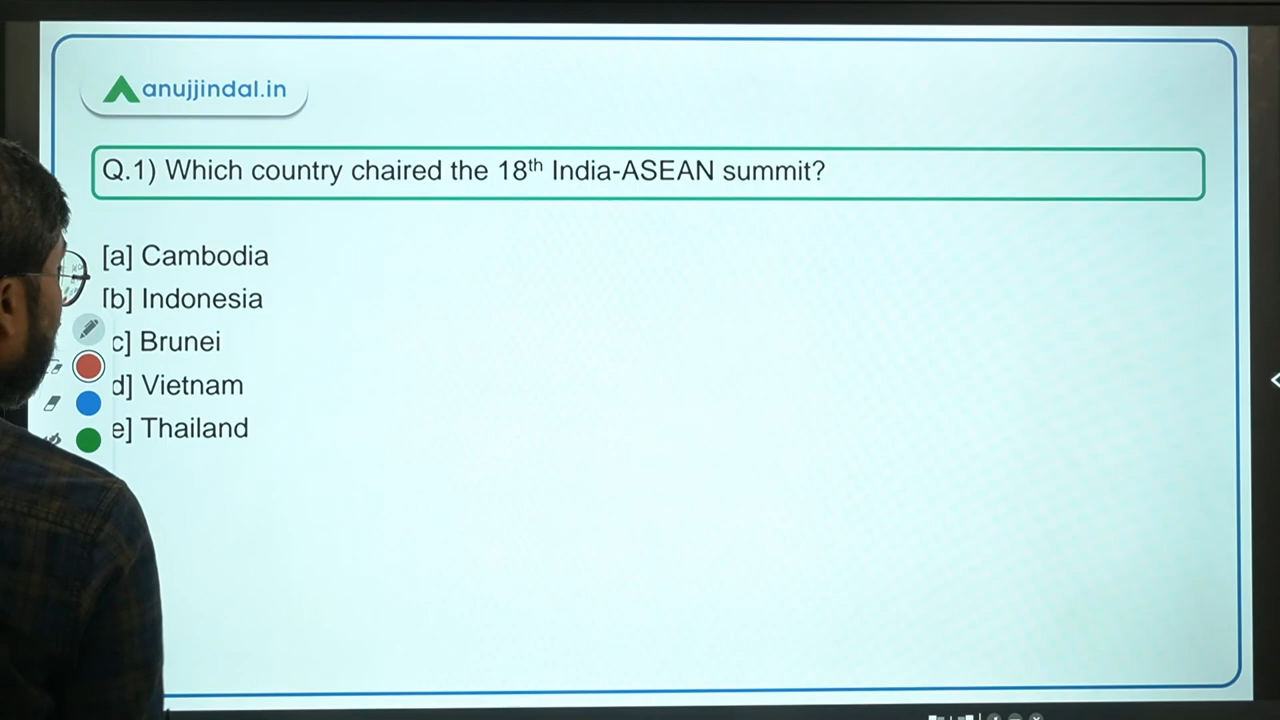 anujjindal.in
Q.1) Which country chaired the 18th India-ASEAN summit?
[a] Cambodia
[b] Indonesia
c] Brunei
d] Vietnam
e] Thailand